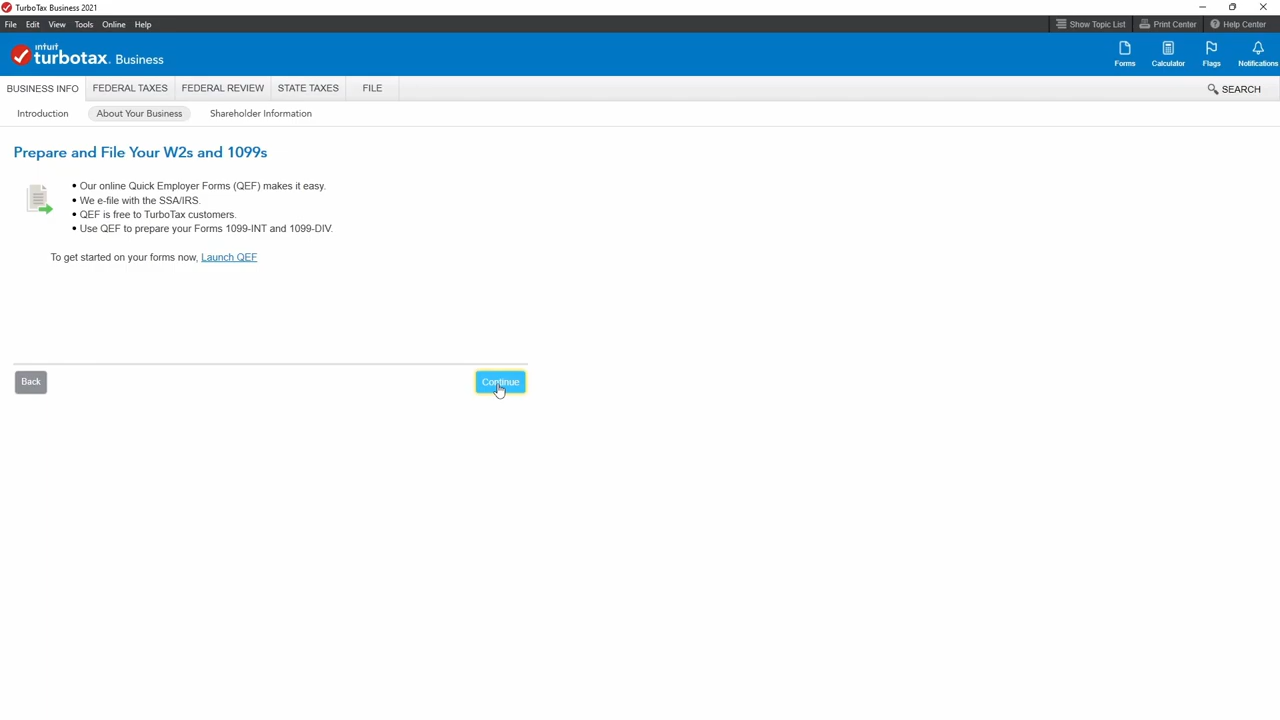 TurboTax Business 2021
File Edit View Tools Online Help
Show Topic List Print Center Help Center
intuit
turbotax. Business
Forms Calculator Flags Notifications
BUSINESS INFO FEDERAL TAXES FEDERAL REVIEW STATE TAXES FILE SEARCH
Introduction About Your Business Shareholder Information
Prepare and File Your W2s and 1099s
• Our online Quick Employer Forms (QEF) makes it easy.
• We e-file with the SSA/IRS.
• QEF is free to TurboTax customers.
• Use QEF to prepare your Forms 1099-INT and 1099-DIV.
To get started on your forms now, Launch QEF
Back Continue